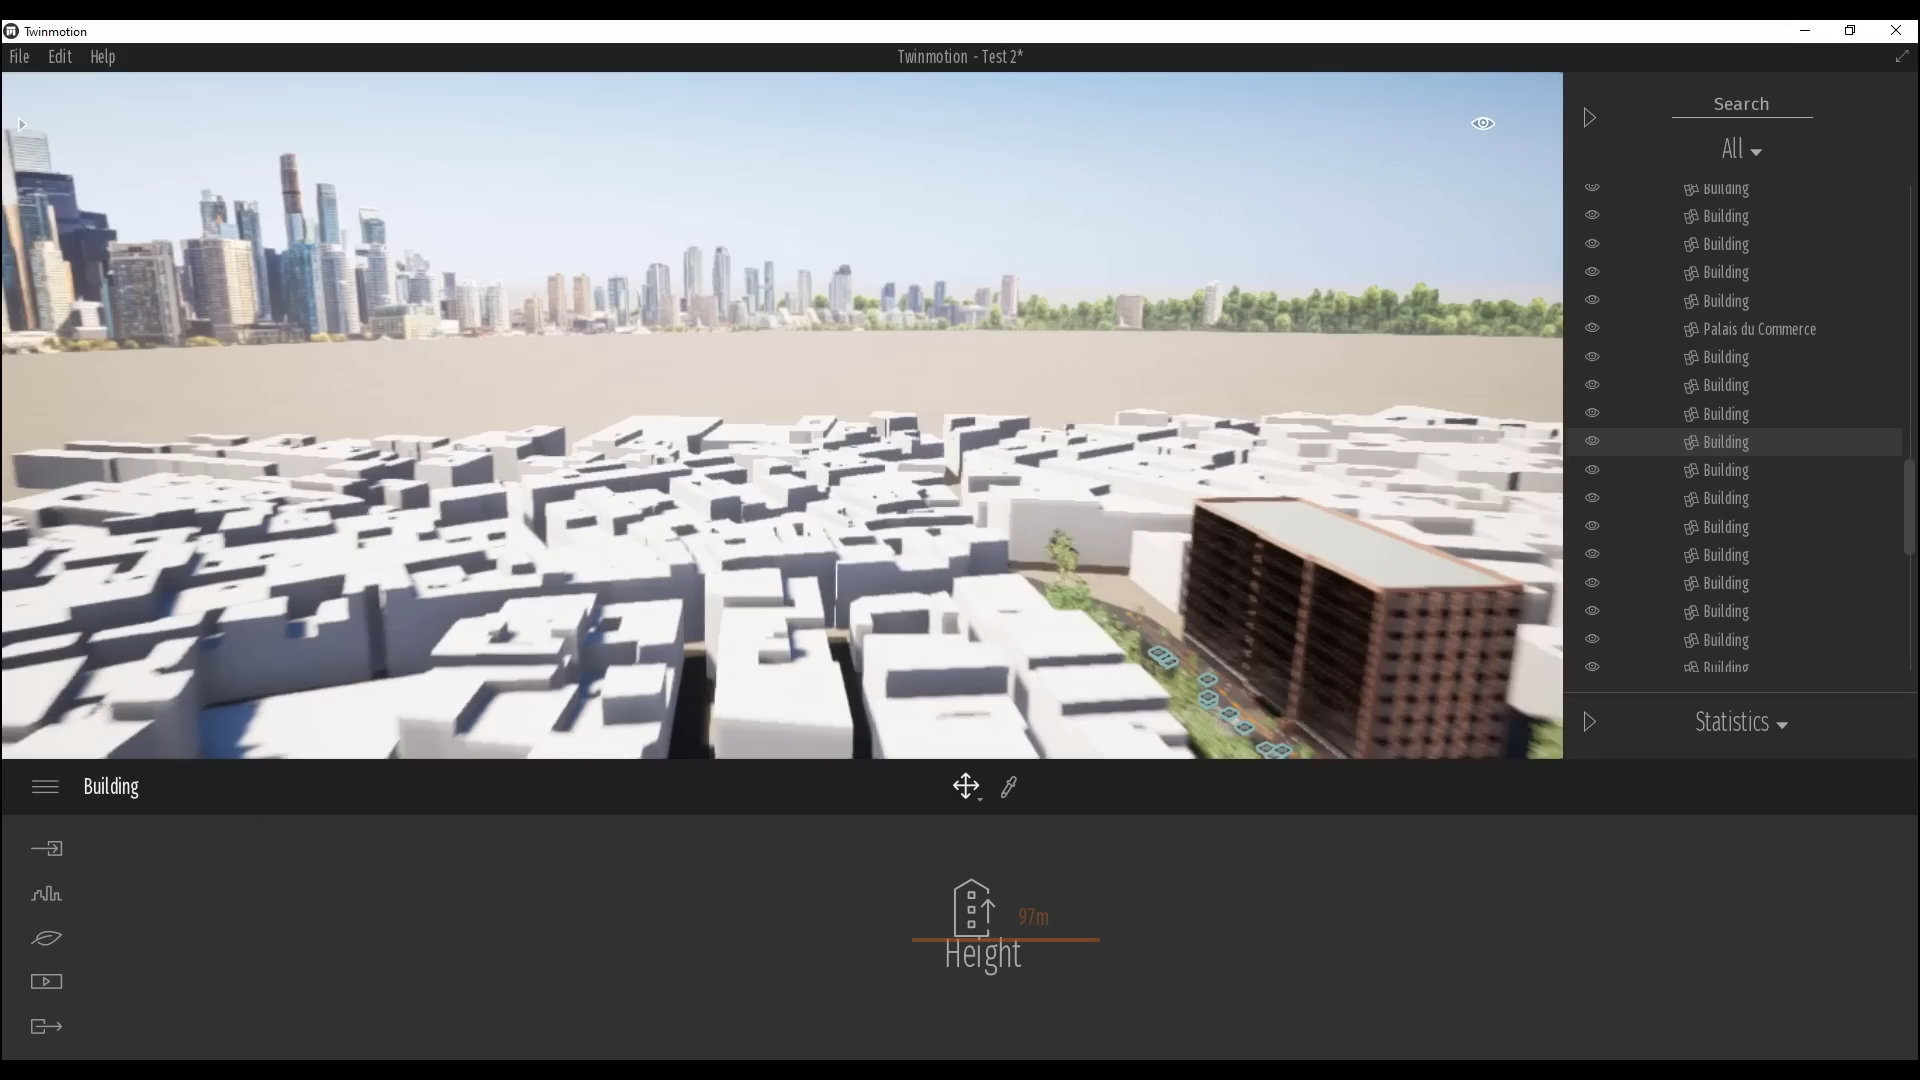 Twinmotion
File Edit Help
Twinmotion - Test 2*
Search
All
Building
Building
Building
Building
Building
Palais du Commerce
Building
Building
Building
Building
Building
Building
Building
Building
Building
Building
Building
Building
Statistics
Building
97m
Height